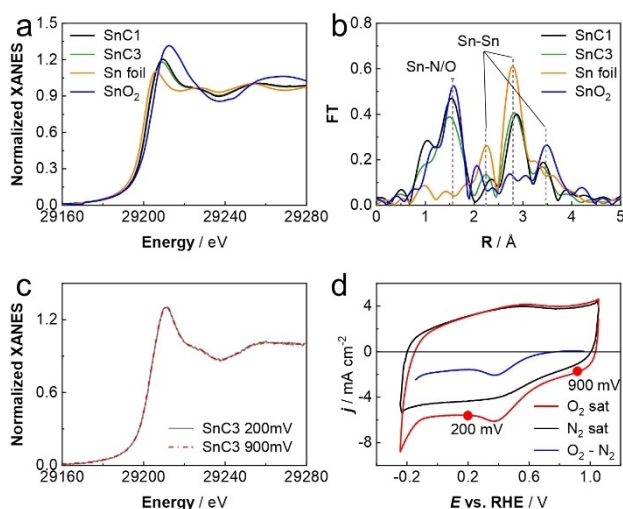 a
Normalized XANES
1.5
1.2
0.9
0.6
0.3
0.0
SnC1
SnC3
Sn foil
SnO2
29160
29200
29240
29280
Energy / eV
b
FT
0.8
0.6
0.4
0.2
0.0
Sn-Sn
Sn-N/O
SnC1
SnC3
Sn foil
SnO2
0
1
2
3
4
5
R / Å
c
Normalized XANES
1.2
0.6
0.0
SnC3 200mV
SnC3 900mV
29160
29200
29240
29280
Energy / eV
d
j / mA cm-2
4
0
-4
-8
900 mV
200 mV
O2 sat
N2 sat
O2 - N2
-0.2
0.2
0.6
1.0
E vs. RHE / V